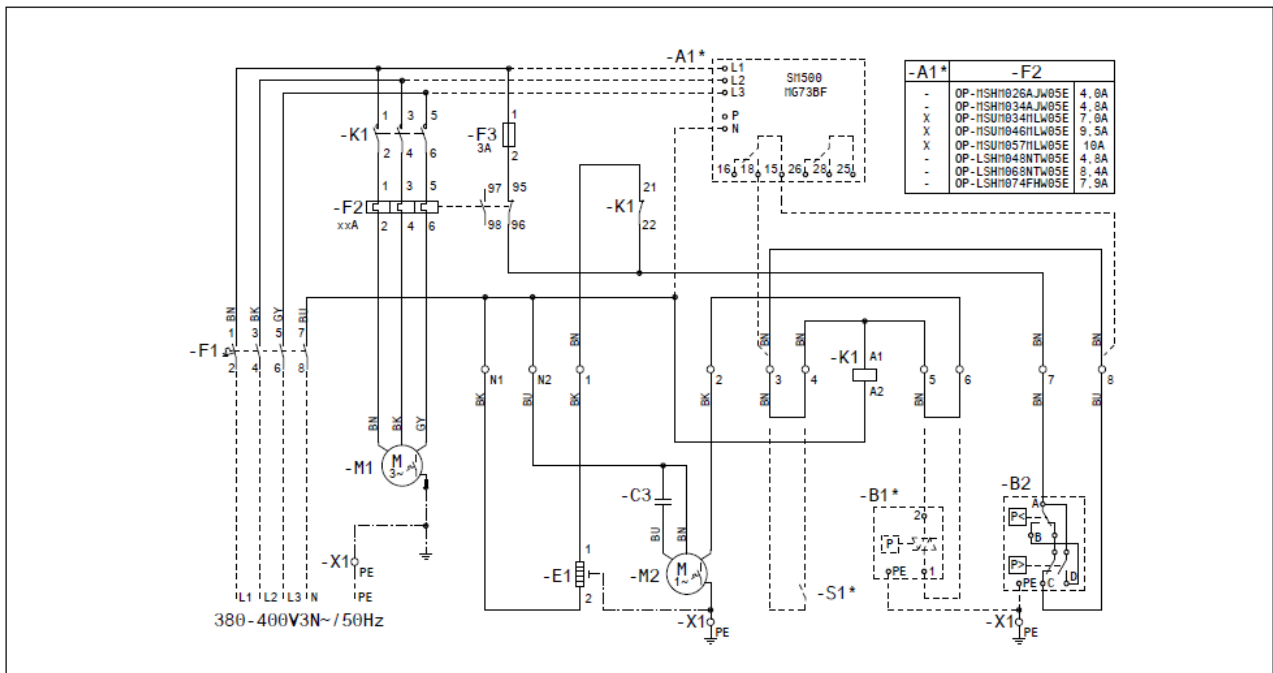 -A1*
L1
L2
L3
SM500
MG73BF
P
N
16 18 15 26 28 25
-A1* -F2
- OP-MSHM026AJW05E 4,0A
- OP-MSHM034AJW05E 4,8A
X OP-MSUM034MLW05E 7,0A
X OP-MSUM046MLW05E 9,5A
X OP-MSUM057MLW05E 10A
- OP-LSHM048NTW05E 4,8A
- OP-LSHM068NTW05E 8,4A
- OP-LSHM074FHW05E 7,9A
1 3 5
-K1
2 4 6
1
-F3
3A
2
1 3 5
-F2
xxA
2 4 6
97 95
98 96
21
-K1
22
BN BK GY BU
1 3 5 7
-F1
2 4 6 8
BN BN BN BN BN BN BN
N1 N2 1 2 3 4
-K1 A1
A2
5 6 7 8
BK BU BK BK BN BN BN BN BN BU
BN BK GY
-M1
M
3~
-C3
BU BN
-M2
M
1~
-B1*
2
P
PE 1
-B2
A
P<
B
P>
D
PE C
-X1
PE
-E1
1
2
-S1*
-X1
PE
-X1
PE
L1 L2 L3 N PE
380-400V3N~/50Hz